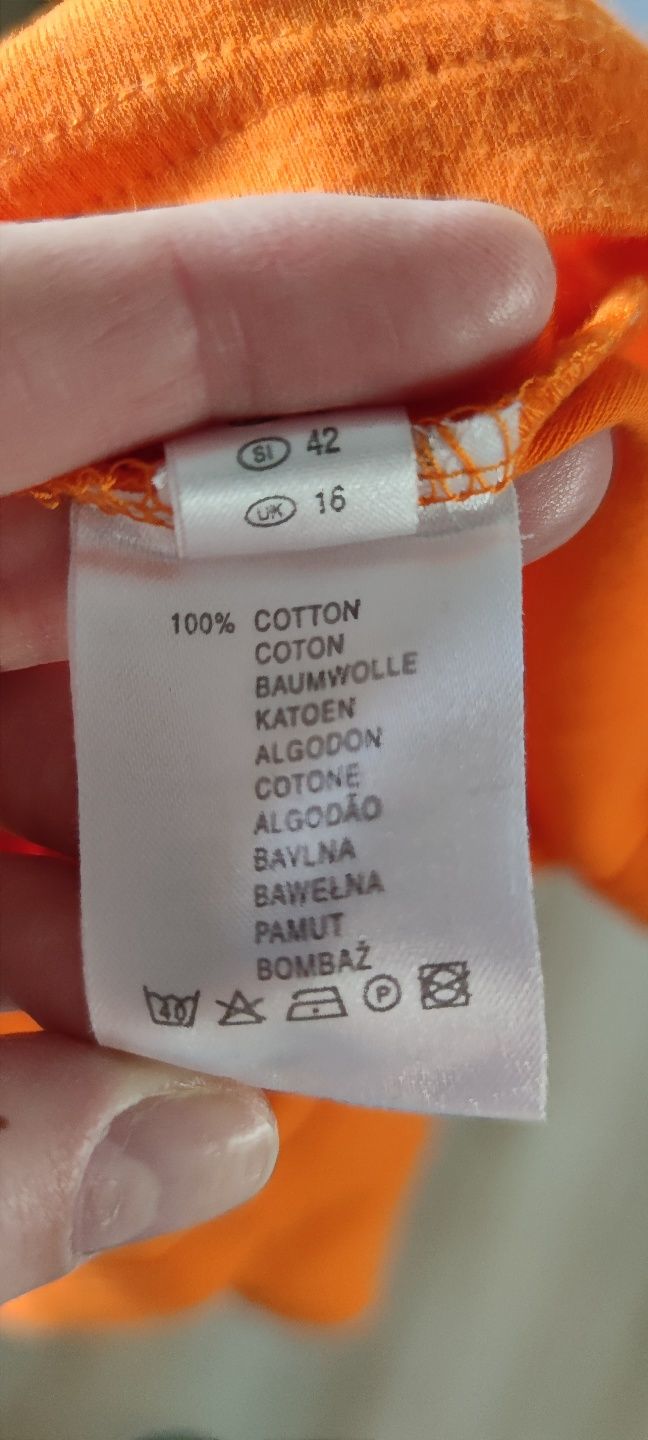 SI 42
UK 16
100% COTTON
COTON
BAUMWOLLE
KATOEN
ALGODON
COTONE
ALGODÃO
BAVLNA
BAWEŁNA
PAMUT
BOMBAŽ
40 P